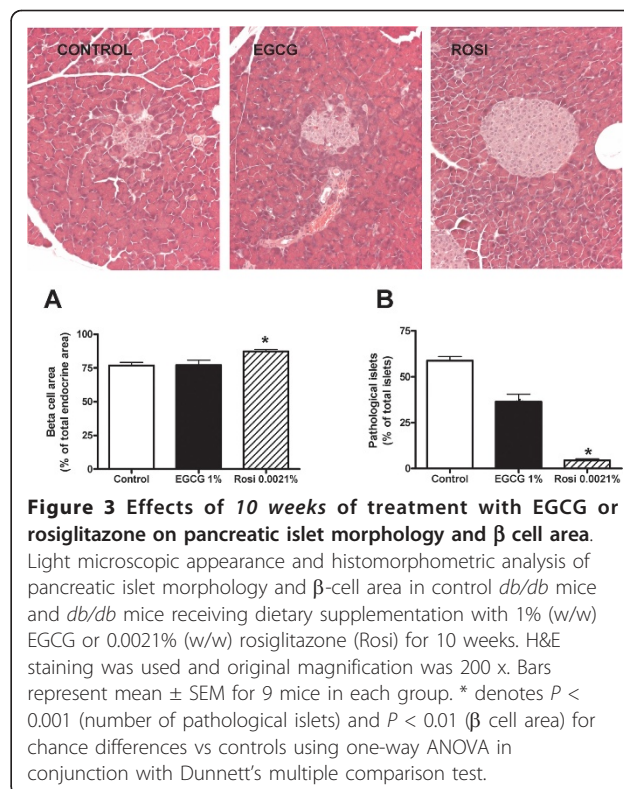 CONTROL EGCG ROSI
A
B
100
75
50
25
0
Beta cell area
(% of total endocrine area)
*
Control EGCG 1% Rosi 0.0021%
75
50
25
0
Pathological islets
(% of total islets)
*
Control EGCG 1% Rosi 0.0021%
Figure 3 Effects of 10 weeks of treatment with EGCG or
rosiglitazone on pancreatic islet morphology and β cell area.
Light microscopic appearance and histomorphometric analysis of
pancreatic islet morphology and β-cell area in control db/db mice
and db/db mice receiving dietary supplementation with 1% (w/w)
EGCG or 0.0021% (w/w) rosiglitazone (Rosi) for 10 weeks. H&E
staining was used and original magnification was 200 x. Bars
represent mean ± SEM for 9 mice in each group. * denotes P <
0.001 (number of pathological islets) and P < 0.01 (β cell area) for
chance differences vs controls using one-way ANOVA in
conjunction with Dunnett's multiple comparison test.